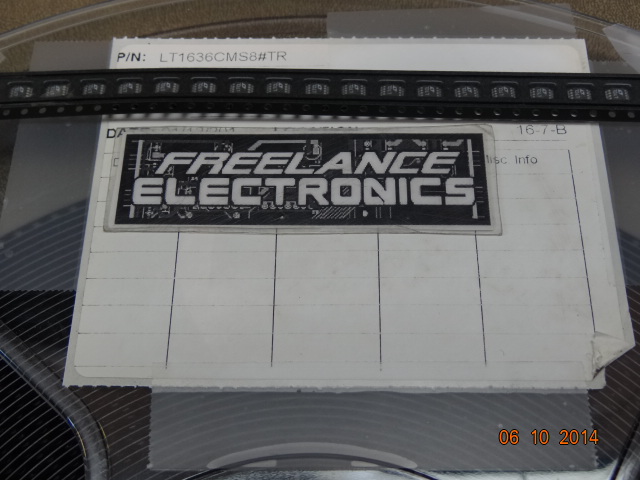 P/N: LT1636CMS8#TR
16-7-B
Misc Info
FREELANCE
ELECTRONICS
06 10 2014